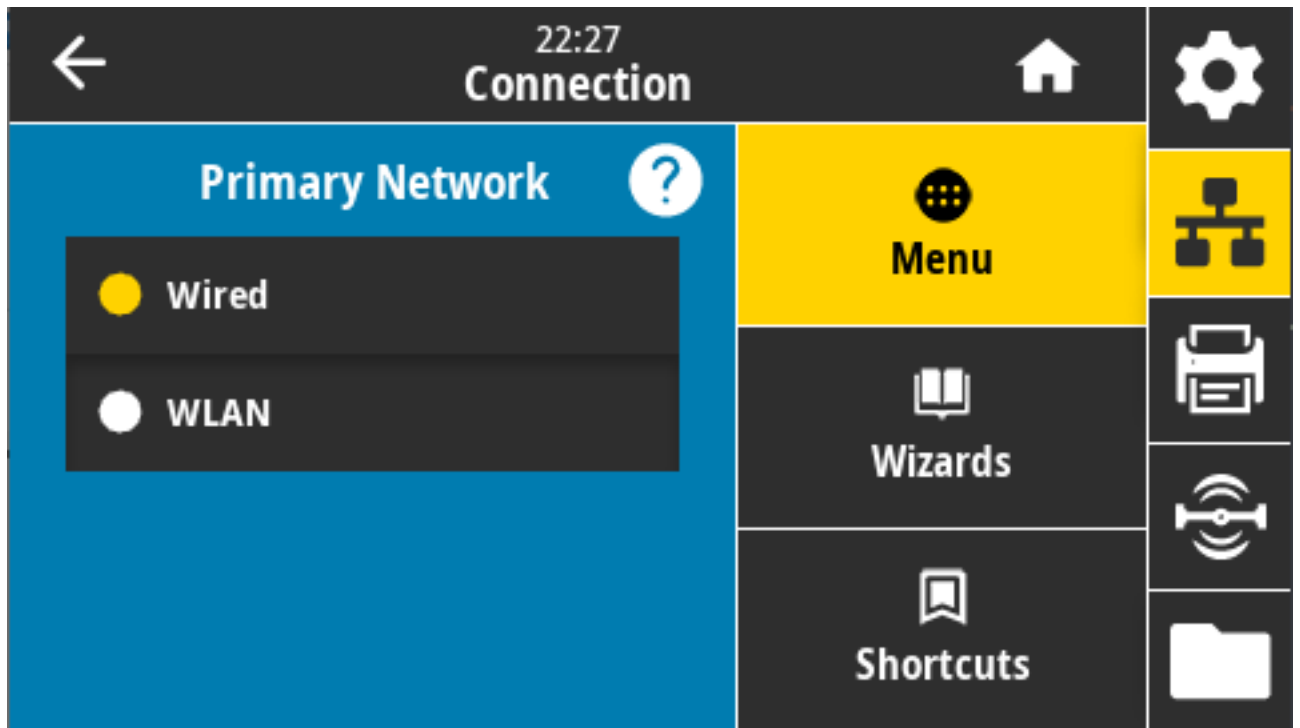 22:27
Connection
Primary Network
?
Wired
WLAN
Menu
Wizards
Shortcuts